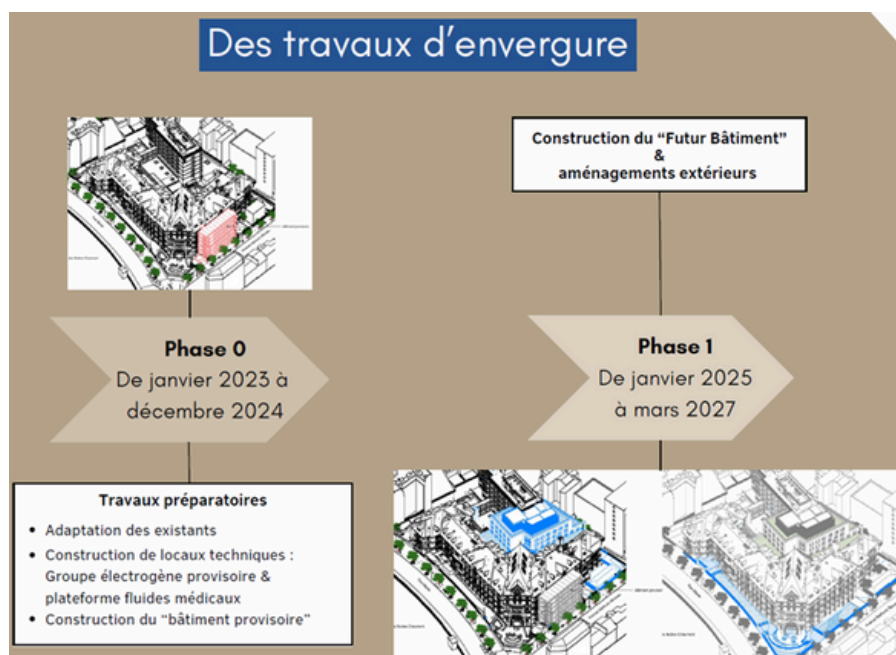 Des travaux d'envergure
Construction du “Futur Bâtiment”
&
aménagements extérieurs
Phase 0
De janvier 2023 à
décembre 2024
Phase 1
De janvier 2025
à mars 2027
Travaux préparatoires
• Adaptation des existants
• Construction de locaux techniques :
Groupe électrogène provisoire &
plateforme fluides médicaux
• Construction du “bâtiment provisoire”